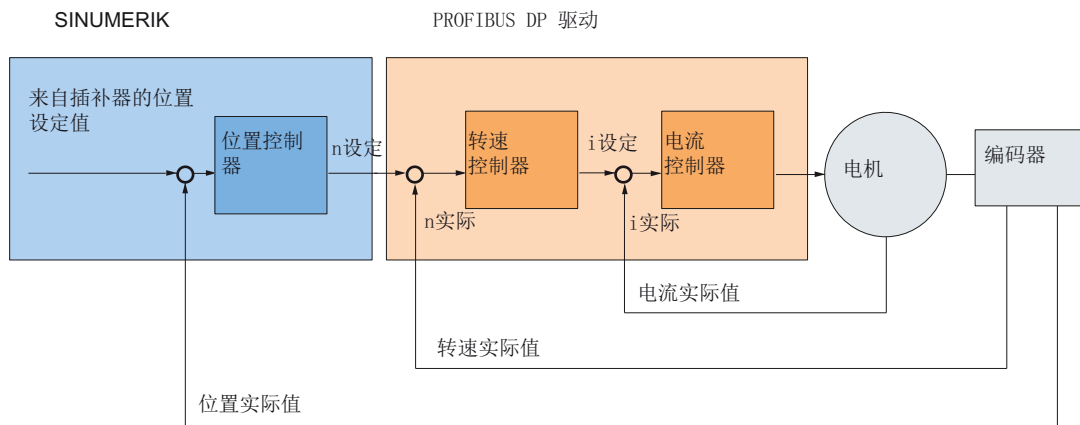 SINUMERIK
PROFIBUS DP 驱动
来自插补器的位置
设定值
位置控制
器
n设定
转速
控制器
i设定
电流
控制器
电机
编码器
n实际
i实际
电流实际值
转速实际值
位置实际值